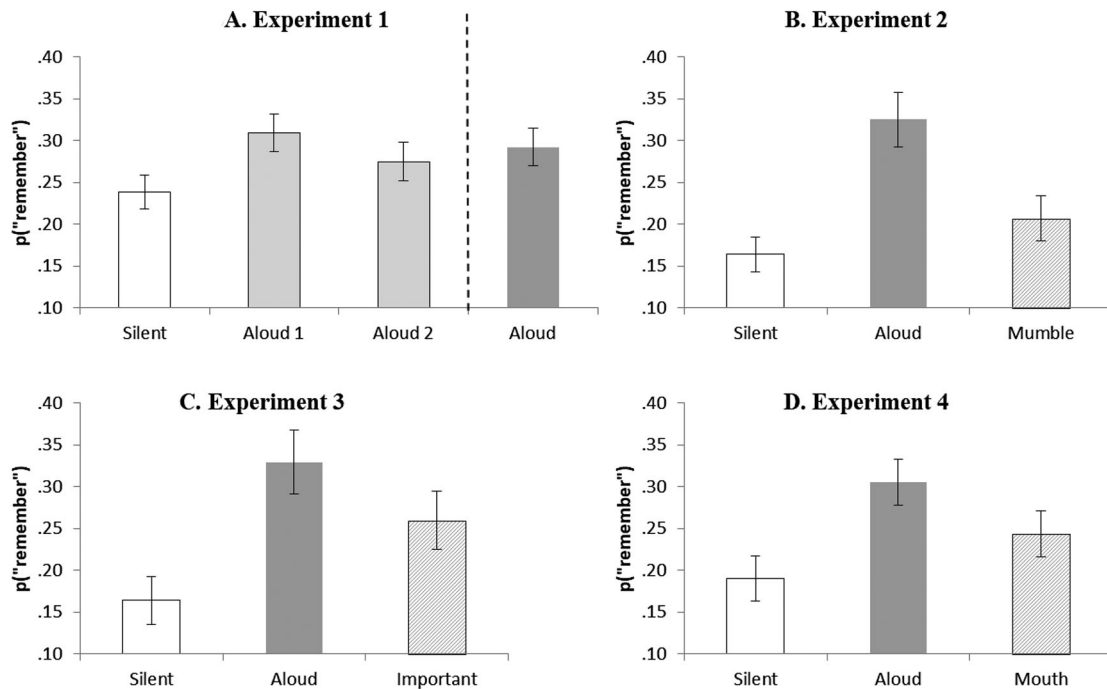 A. Experiment 1
p("remember")
.40
.35
.30
.25
.20
.15
.10
Silent Aloud 1 Aloud 2 Aloud
B. Experiment 2
p("remember")
.40
.35
.30
.25
.20
.15
.10
Silent Aloud Mumble
C. Experiment 3
p("remember")
.40
.35
.30
.25
.20
.15
.10
Silent Aloud Important
D. Experiment 4
p("remember")
.40
.35
.30
.25
.20
.15
.10
Silent Aloud Mouth